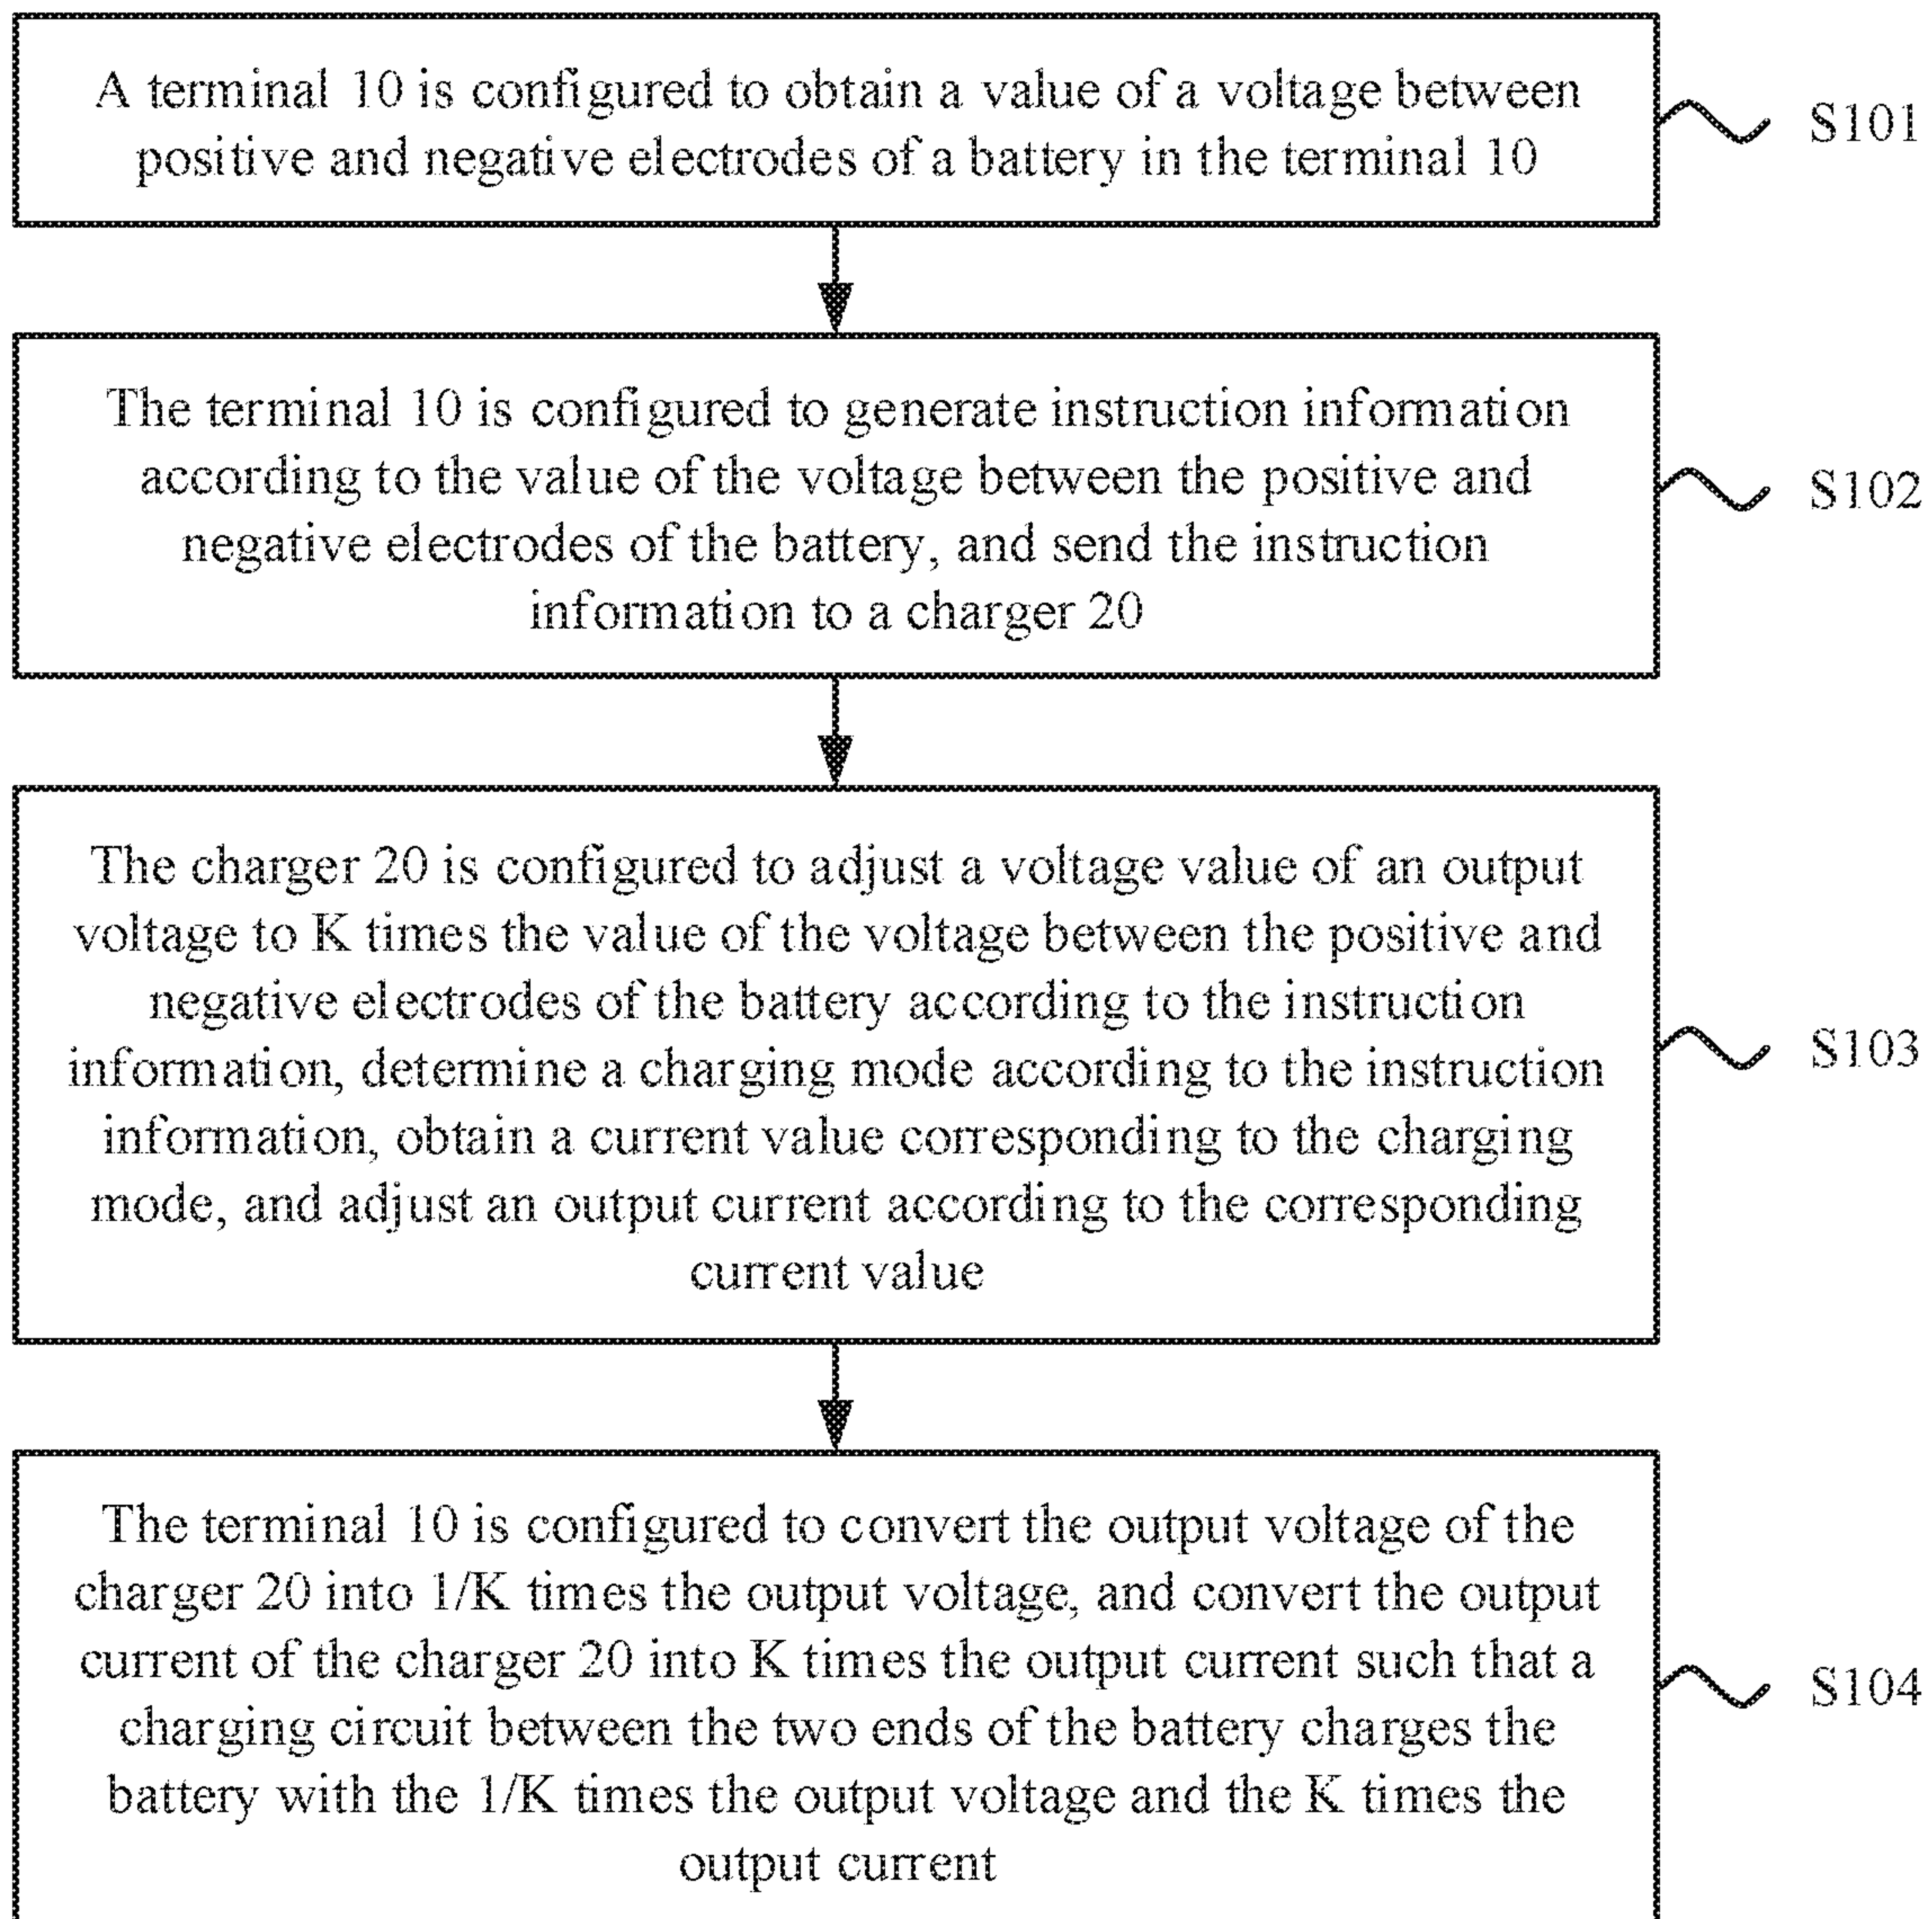 A terminal 10 is configured to obtain a value of a voltage between
positive and negative electrodes of a battery in the terminal 10
S101
The terminal 10 is configured to generate instruction information
according to the value of the voltage between the positive and
negative electrodes of the battery, and send the instruction
information to a charger 20
S102
The charger 20 is configured to adjust a voltage value of an output
voltage to K times the value of the voltage between the positive and
negative electrodes of the battery according to the instruction
information, determine a charging mode according to the instruction
information, obtain a current value corresponding to the charging
mode, and adjust an output current according to the corresponding
current value
S103
The terminal 10 is configured to convert the output voltage of the
charger 20 into 1/K times the output voltage, and convert the output
current of the charger 20 into K times the output current such that a
charging circuit between the two ends of the battery charges the
battery with the 1/K times the output voltage and the K times the
output current
S104